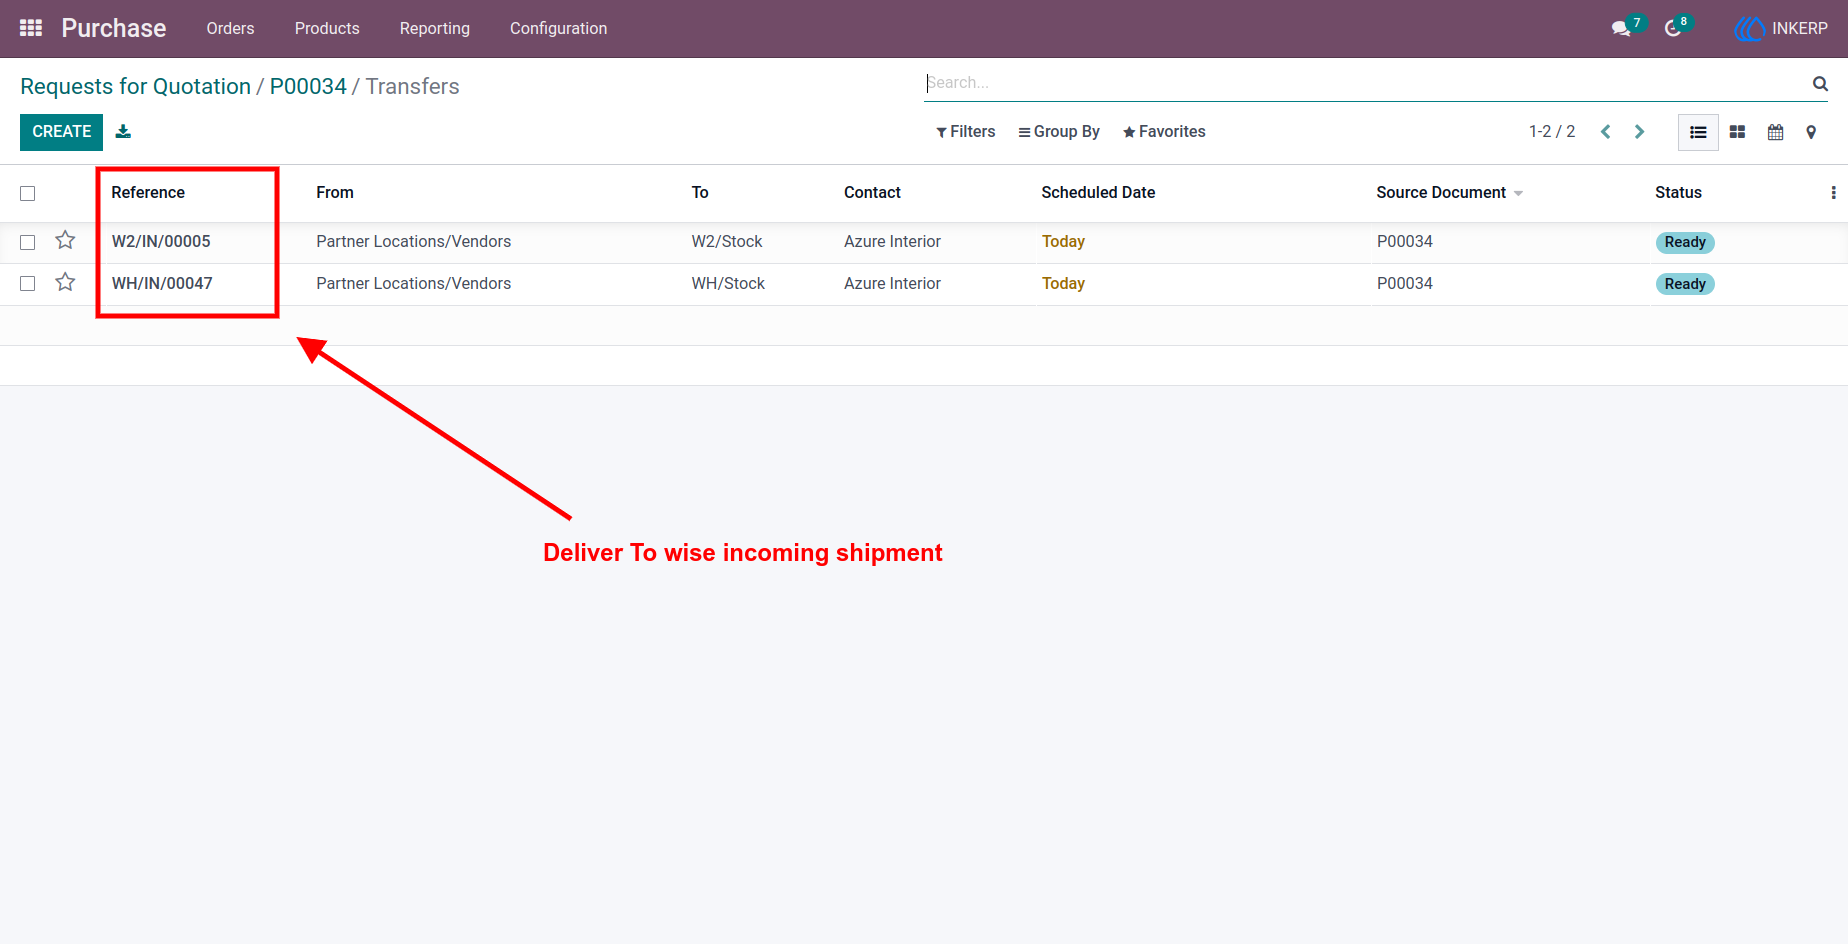 Purchase Orders Products Reporting Configuration 7 8 INKERP
Requests for Quotation / P00034 / Transfers
Search...
CREATE
Filters Group By Favorites 1-2 / 2
Reference From To Contact Scheduled Date Source Document Status
W2/IN/00005 Partner Locations/Vendors W2/Stock Azure Interior Today P00034 Ready
WH/IN/00047 Partner Locations/Vendors WH/Stock Azure Interior Today P00034 Ready
Deliver To wise incoming shipment